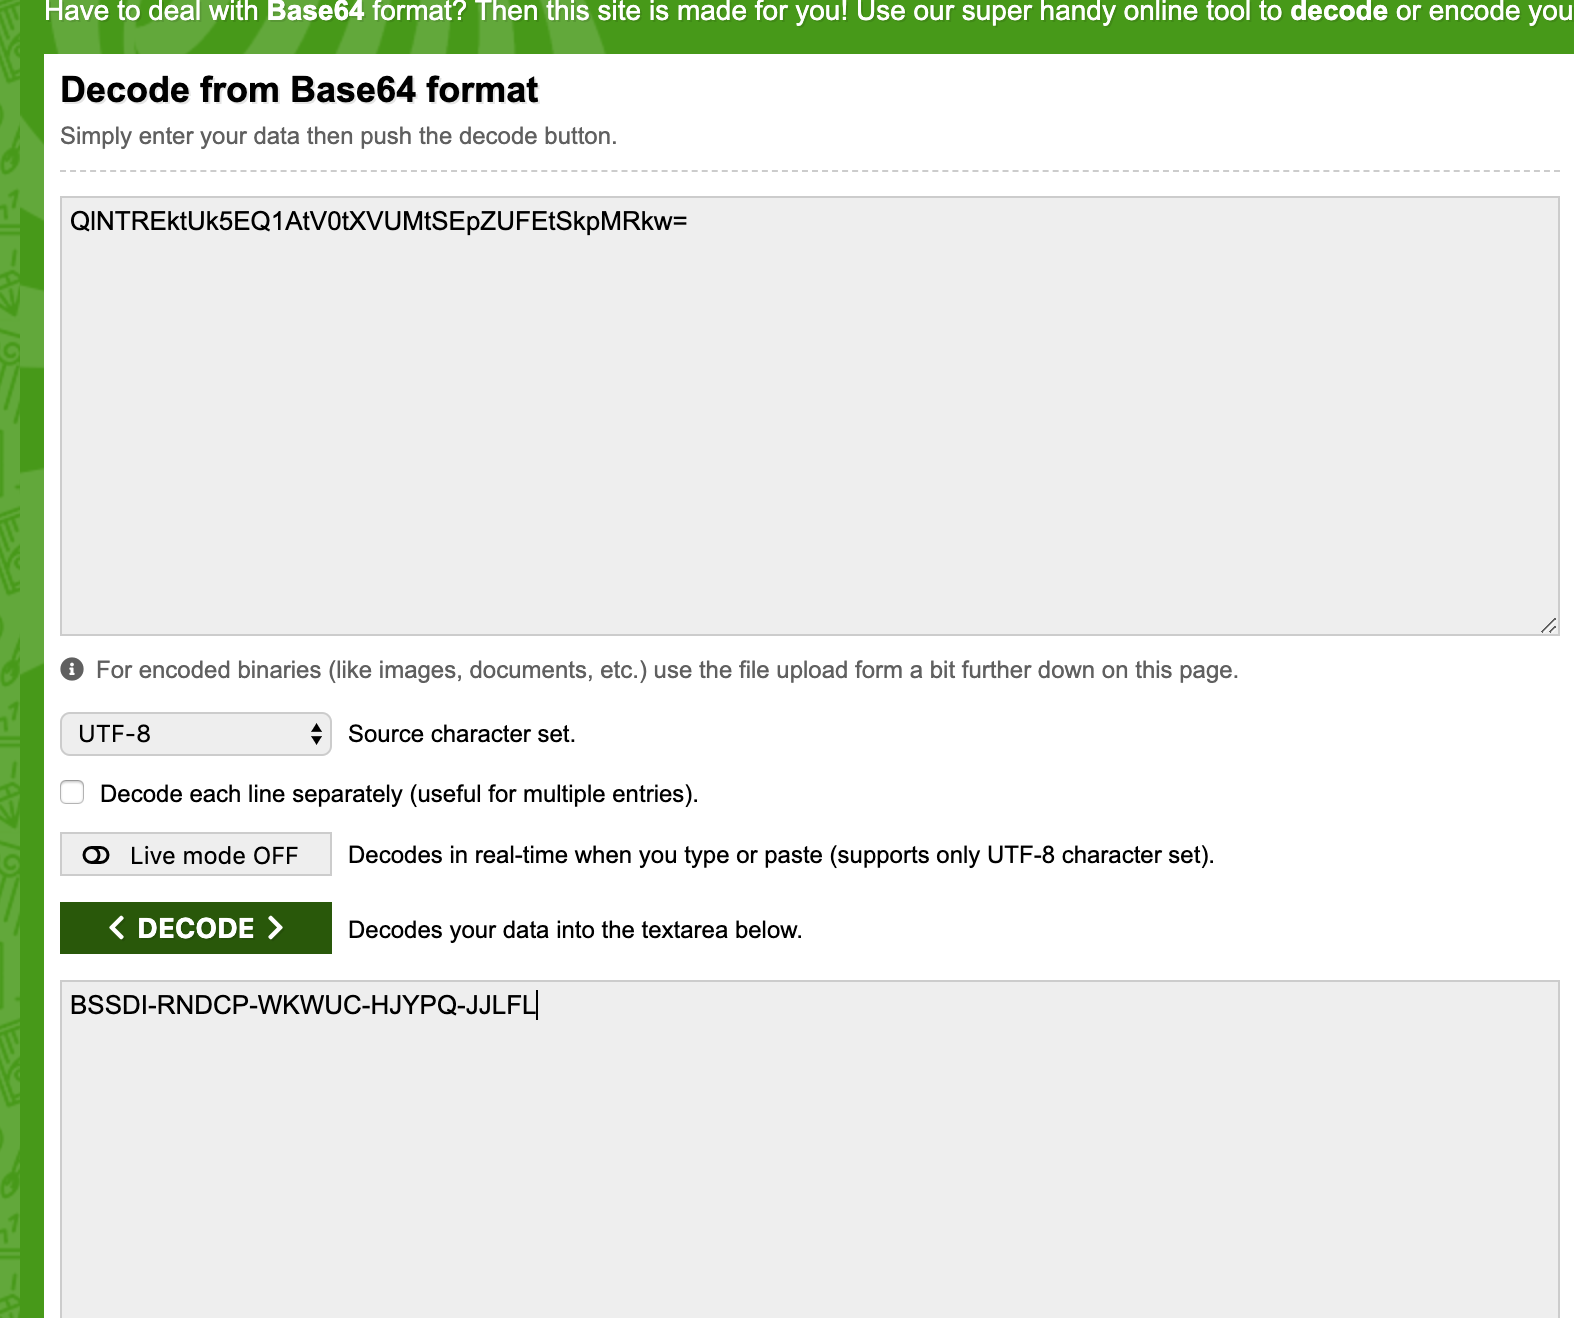 Have to deal with Base64 format? Then this site is made for you! Use our super handy online tool to decode or encode you
Decode from Base64 format
Simply enter your data then push the decode button.
QlNTREktUk5EQ1AtV0tXVUMtSEpZUFEtSkpMRkw=
For encoded binaries (like images, documents, etc.) use the file upload form a bit further down on this page.
UTF-8 Source character set.
Decode each line separately (useful for multiple entries).
Live mode OFF Decodes in real-time when you type or paste (supports only UTF-8 character set).
< DECODE > Decodes your data into the textarea below.
BSSDI-RNDCP-WKWUC-HJYPQ-JJLFL